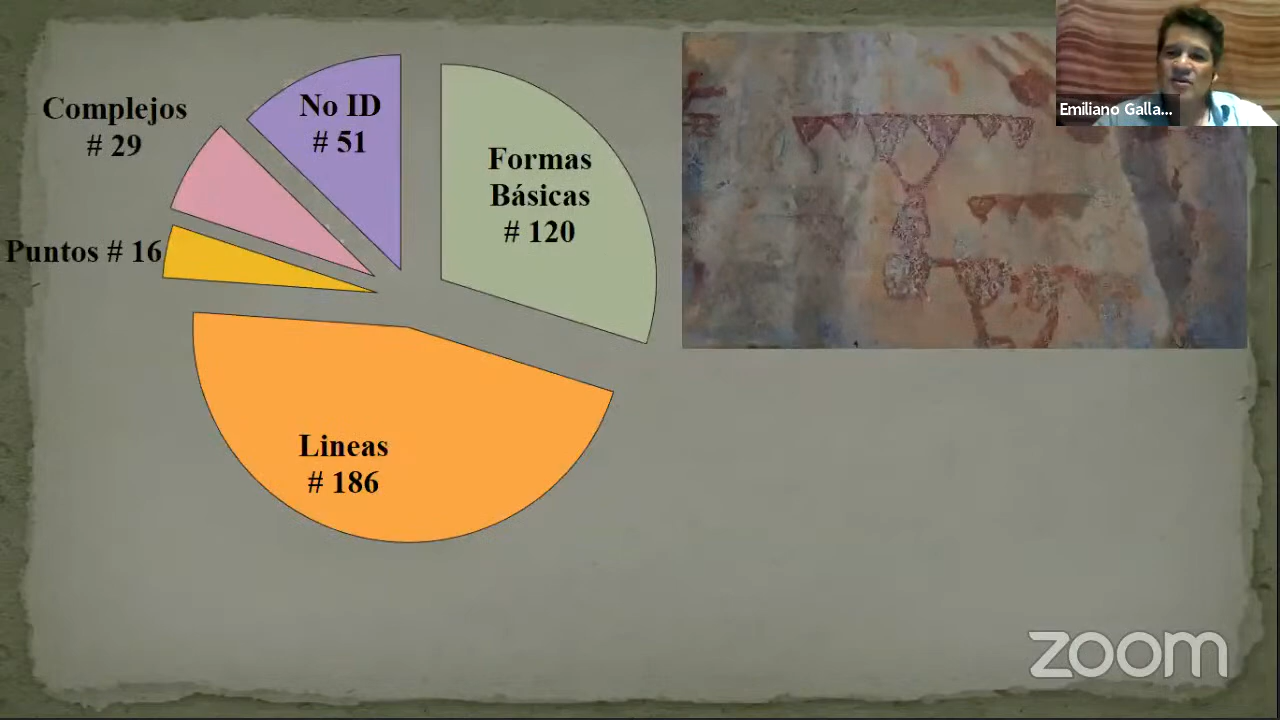 Complejos
# 29
No ID
# 51
Formas
Básicas
# 120
Puntos # 16
Lineas
# 186
Emiliano Galla...
zoom